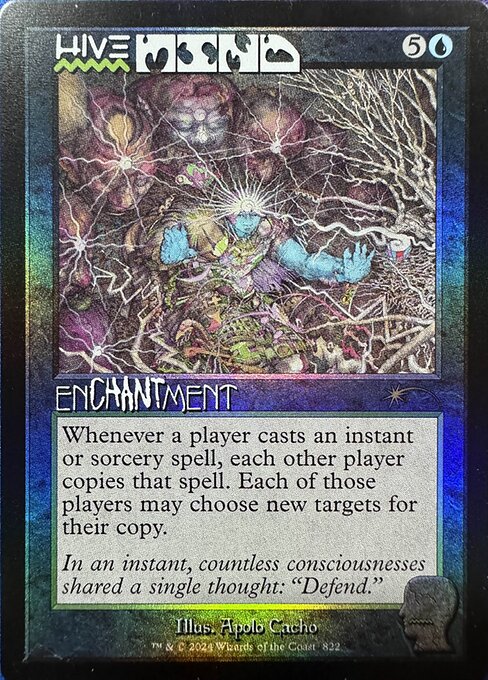 HIVE MIND 5
ENCHANTMENT
Whenever a player casts an instant
or sorcery spell, each other player
copies that spell. Each of those
players may choose new targets for
their copy.
In an instant, countless consciousnesses
shared a single thought: “Defend.”
Illus. Apolo Cacho
™ & © 2024 Wizards of the Coast 822